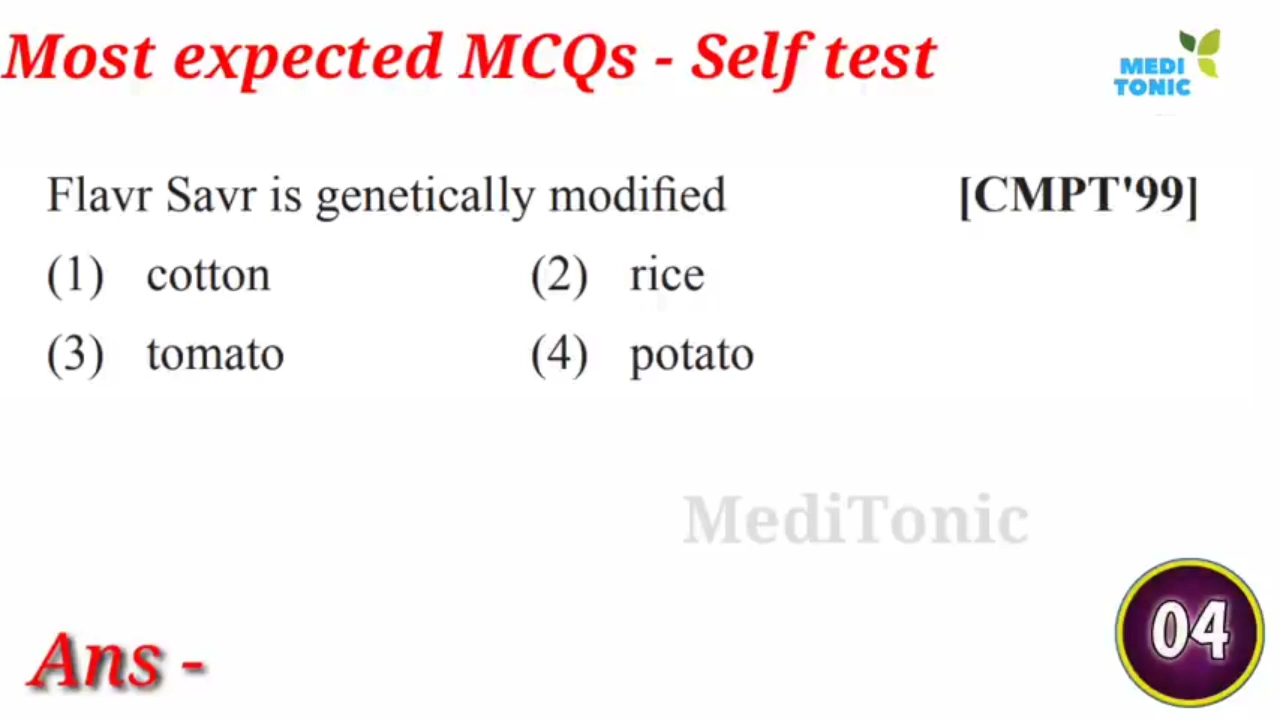 Most expected MCQs - Self test
MEDI
TONIC
Flavr Savr is genetically modified [CMPT'99]
(1) cotton (2) rice
(3) tomato (4) potato
MediTonic
04
Ans -